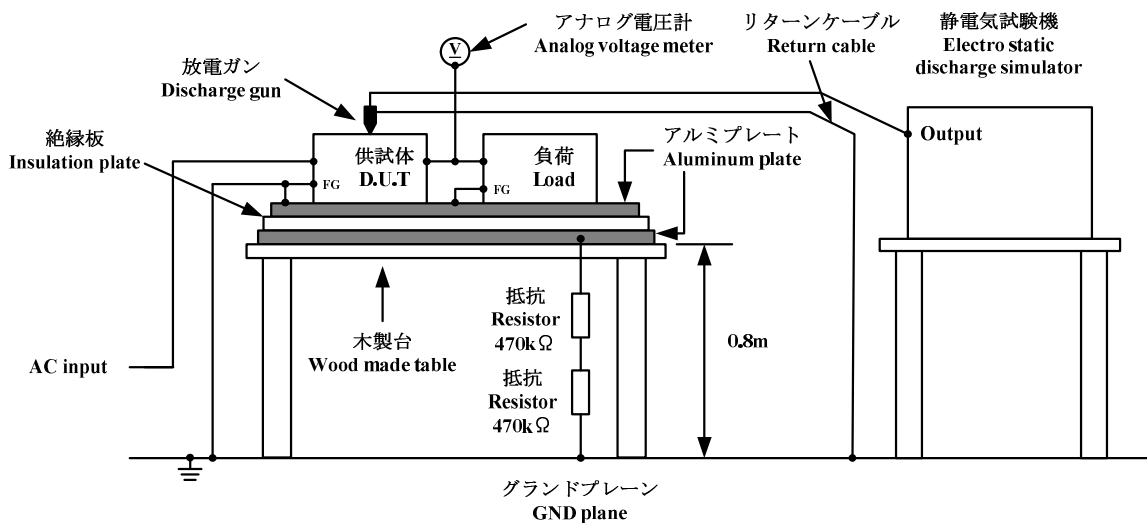 アナログ電圧計
Analog voltage meter
リターンケーブル
Return cable
静電気試験機
Electro static
discharge simulator
放電ガン
Discharge gun
V
絶縁板
Insulation plate
アルミプレート
Aluminum plate
Output
供試体
D.U.T
負荷
Load
FG
FG
抵抗
Resistor
470kΩ
木製台
Wood made table
0.8m
AC input
抵抗
Resistor
470kΩ
グランドプレーン
GND plane